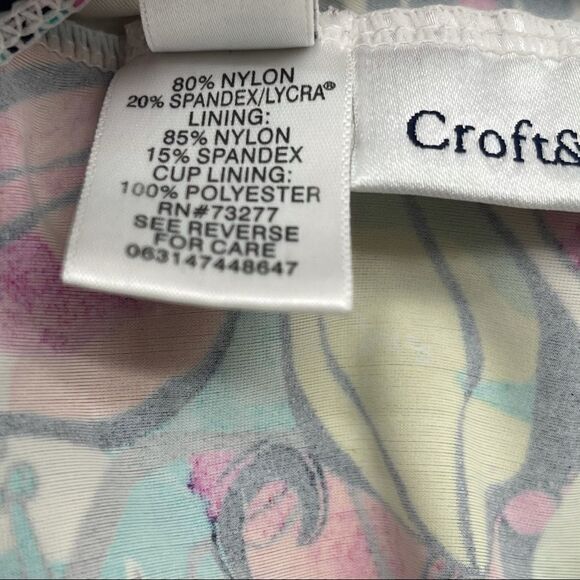 80% NYLON
20% SPANDEX/LYCRA®
LINING:
85% NYLON
15% SPANDEX
CUP LINING:
100% POLYESTER
RN#73277
SEE REVERSE
FOR CARE
063147448647
Croft&